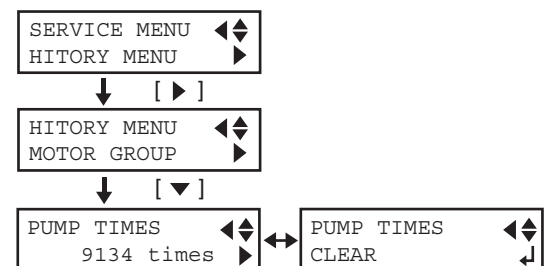 SERVICE MENU
HITORY MENU
[▶]
HITORY MENU
MOTOR GROUP
[▼]
PUMP TIMES
9134 times
PUMP TIMES
CLEAR